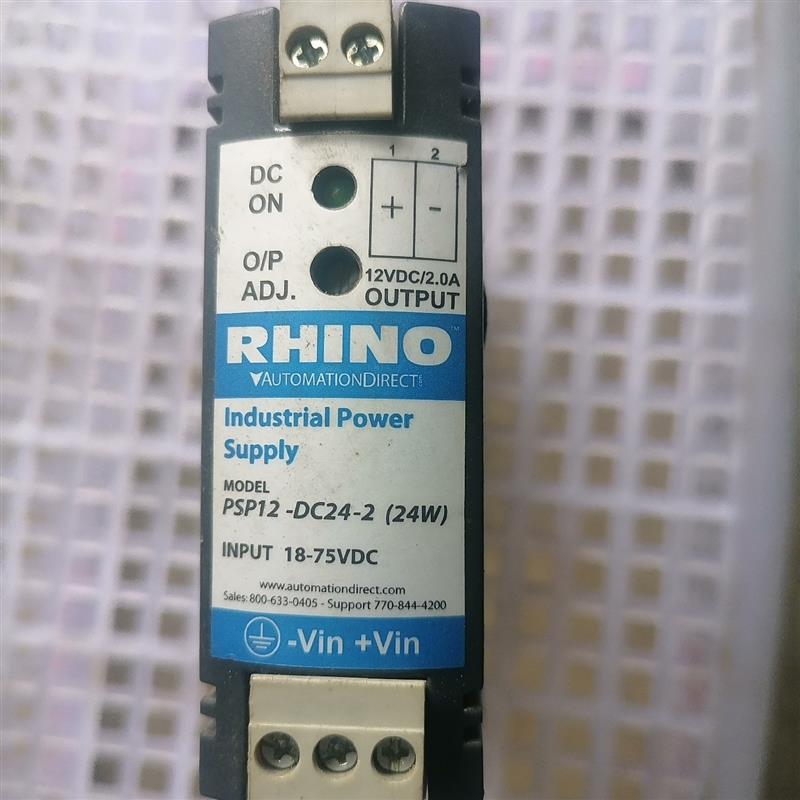 1 2
DC
ON
+ -
O/P
ADJ.
12VDC/2.0A
OUTPUT
RHINO™
AUTOMATIONDIRECT
Industrial Power
Supply
MODEL
PSP12 -DC24-2 (24W)
INPUT 18-75VDC
www.automationdirect.com
Sales: 800-633-0405 - Support 770-844-4200
-Vin +Vin